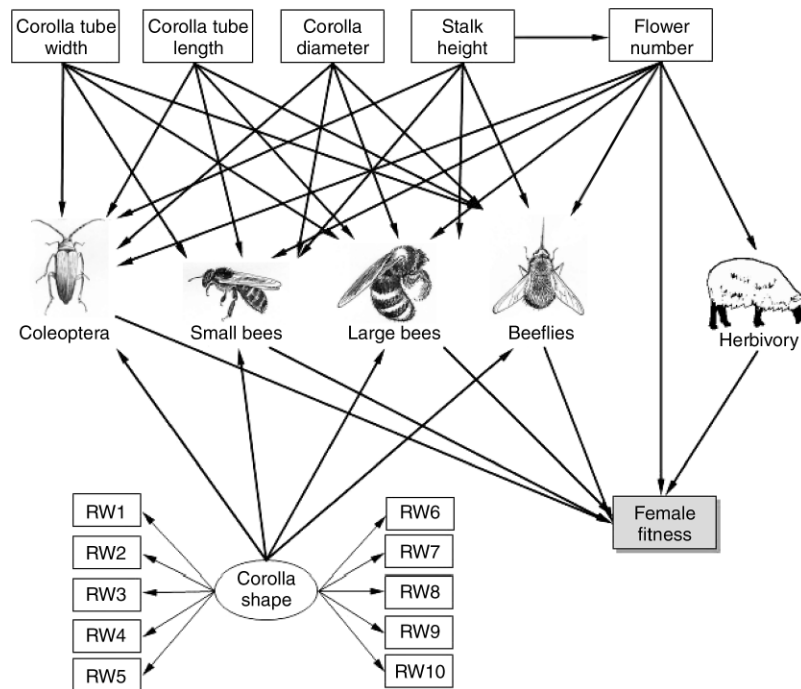 Corolla tube
width
Corolla tube
length
Corolla
diameter
Stalk
height
Flower
number
Coleoptera
Small bees
Large bees
Beeflies
Herbivory
RW1
RW2
RW3
RW4
RW5
Corolla
shape
RW6
RW7
RW8
RW9
RW10
Female
fitness